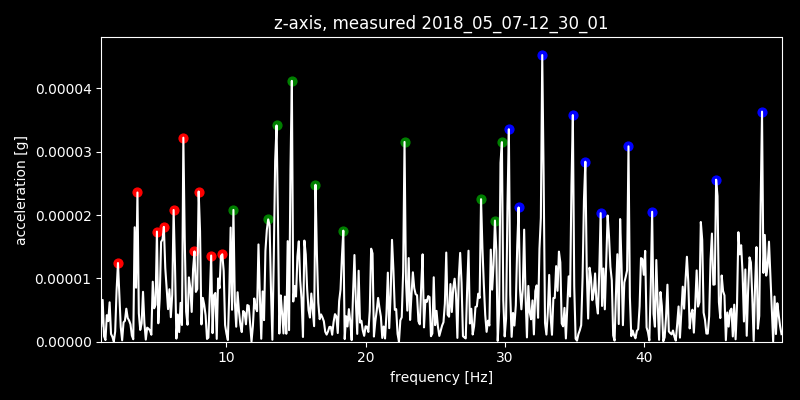 z-axis, measured 2018_05_07-12_30_01
acceleration [g]
0.00004
0.00003
0.00002
0.00001
0.00000
10 20 30 40
frequency [Hz]